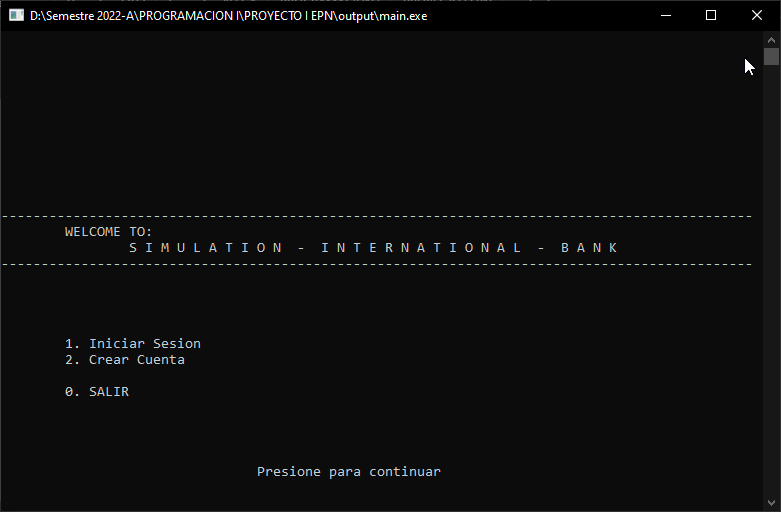 D:\Semestre 2022-A\PROGRAMACION I\PROYECTO I EPN\output\main.exe
------------------------------------------------------------------------------------------
WELCOME TO:
S I M U L A T I O N - I N T E R N A T I O N A L - B A N K
------------------------------------------------------------------------------------------
1. Iniciar Sesion
2. Crear Cuenta
0. SALIR
Presione para continuar